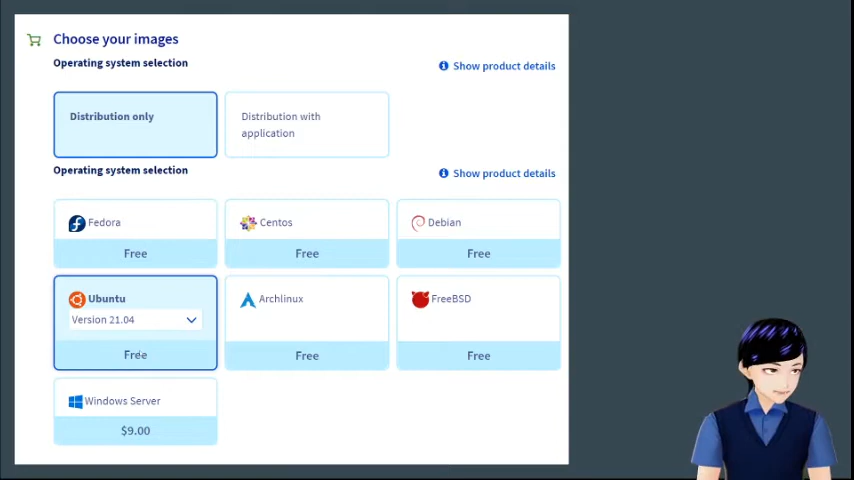 Choose your images
Operating system selection
Show product details
Distribution only
Distribution with
application
Operating system selection
Show product details
Fedora
Free
Centos
Free
Debian
Free
Ubuntu
Version 21.04
Free
Archlinux
Free
FreeBSD
Free
Windows Server
$9.00